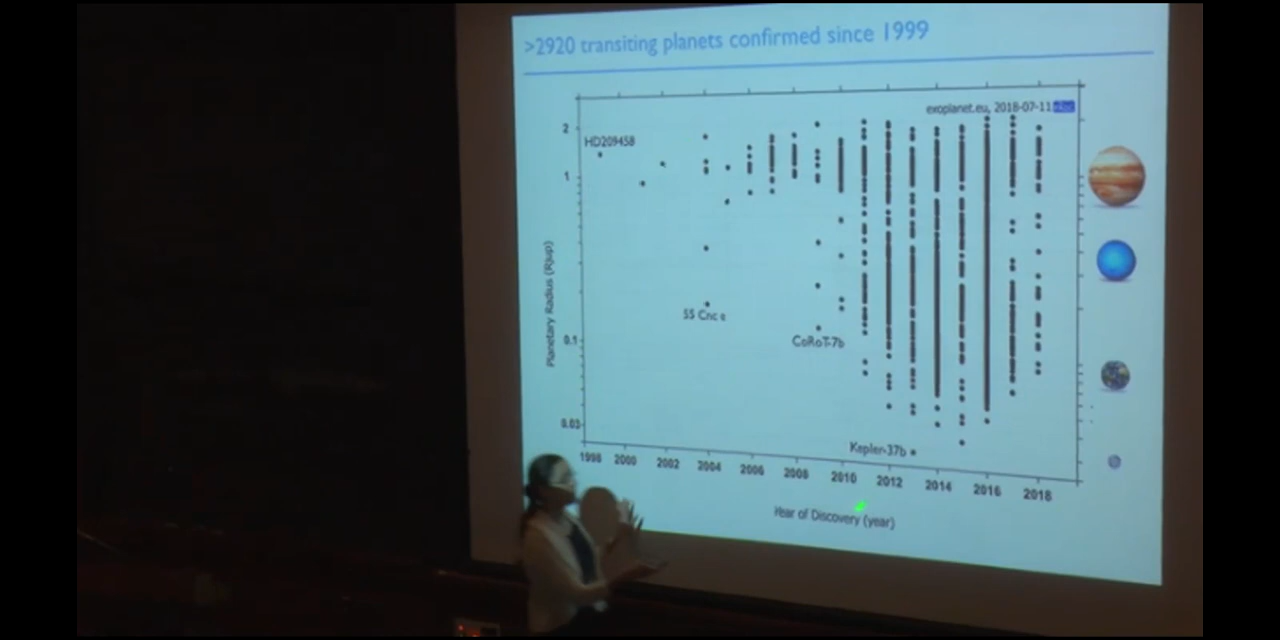 >2920 transiting planets confirmed since 1999
exoplanet.eu, 2018-07-11
2
HD209458
1
Planetary Radius (Rjup)
55 Cnc e
0.1
CoRoT-7b
0.03
Kepler-37b
1998 2000 2002 2004 2006 2008 2010 2012 2014 2016 2018
Year of Discovery (year)